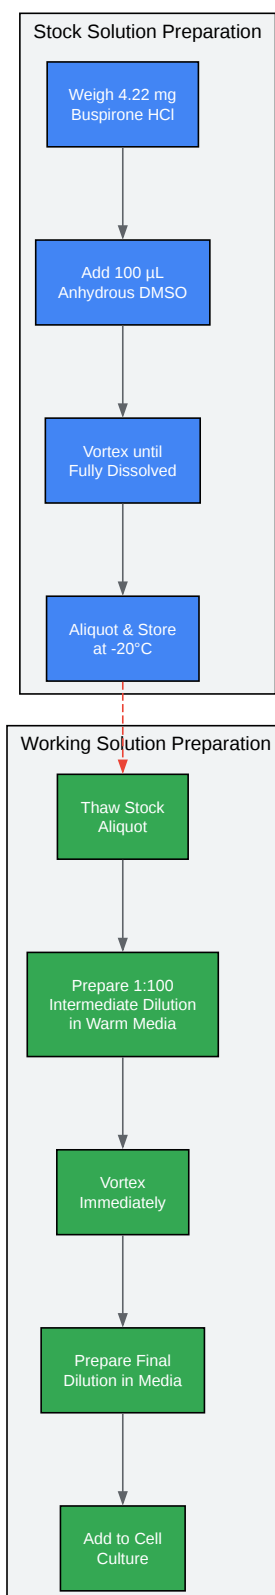 Stock Solution Preparation
Weigh 4.22 mg
Buspirone HCl
Add 100 µL
Anhydrous DMSO
Vortex until
Fully Dissolved
Aliquot & Store
at -20°C
Working Solution Preparation
Thaw Stock
Aliquot
Prepare 1:100
Intermediate Dilution
in Warm Media
Vortex
Immediately
Prepare Final
Dilution in Media
Add to Cell
Culture